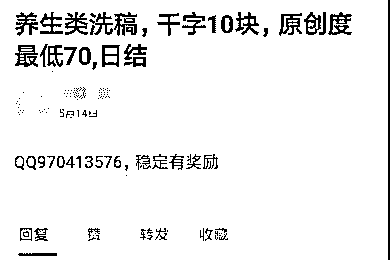 养生类洗稿，千字10块，原创度
最低70,日结
5月14日
QQ970413576，稳定有奖励
回复 赞 转发 收藏